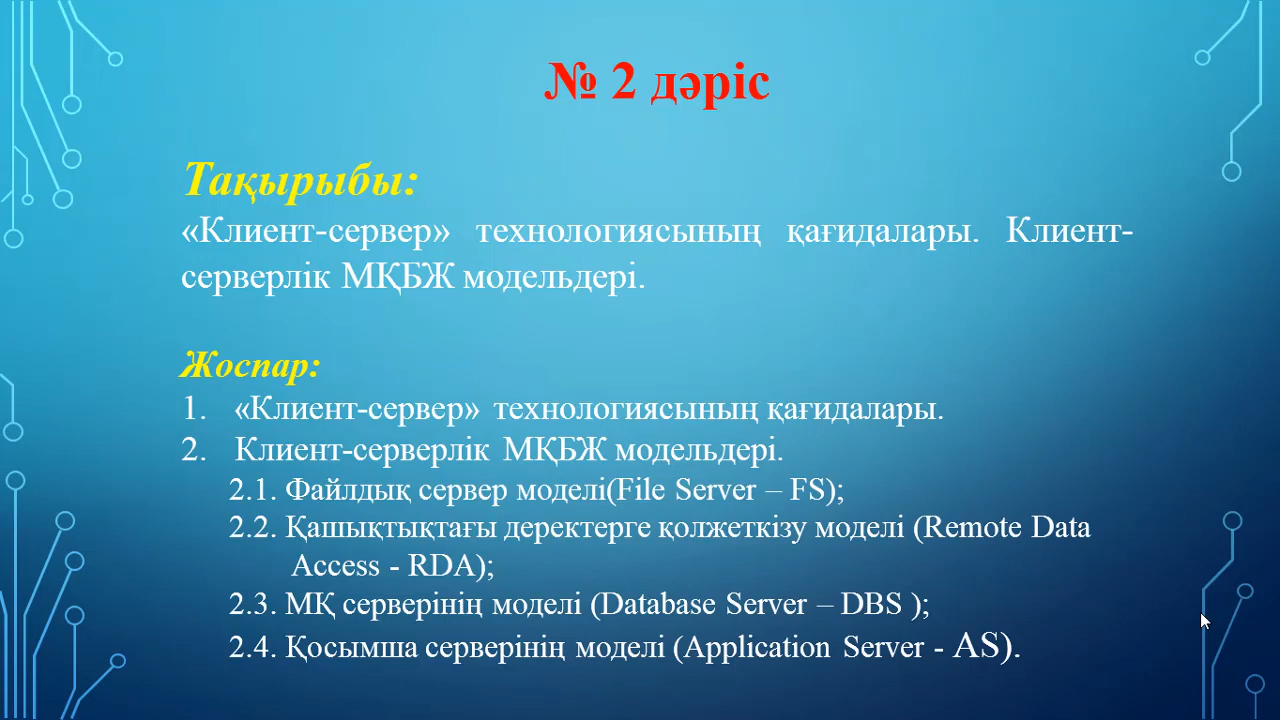 № 2 дәріс
Тақырыбы:
«Клиент-сервер» технологиясының қағидалары. Клиент-
серверлік МҚБЖ модельдері.
Жоспар:
1. «Клиент-сервер» технологиясының қағидалары.
2. Клиент-серверлік МҚБЖ модельдері.
2.1. Файлдық сервер моделі(File Server – FS);
2.2. Қашықтықтағы деректерге қолжеткізу моделі (Remote Data
Access - RDA);
2.3. МҚ серверінің моделі (Database Server – DBS );
2.4. Қосымша серверінің моделі (Application Server - AS).